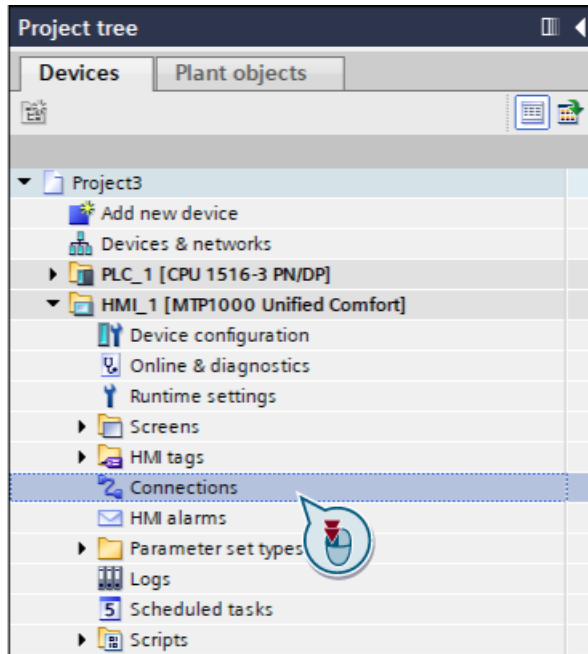 Project tree
Devices
Plant objects
Project3
Add new device
Devices & networks
PLC_1 [CPU 1516-3 PN/DP]
HMI_1 [MTP1000 Unified Comfort]
Device configuration
Online & diagnostics
Runtime settings
Screens
HMI tags
Connections
HMI alarms
Parameter set types
Logs
Scheduled tasks
Scripts